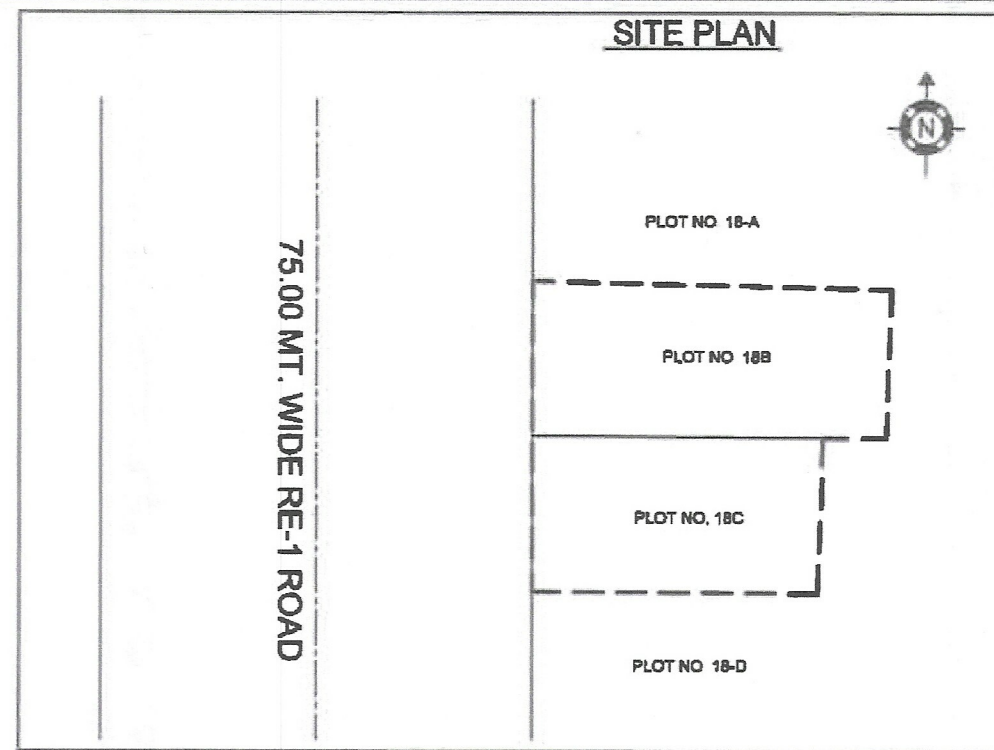 SITE PLAN
N
PLOT NO 18-A
75.00 MT. WIDE RE-1 ROAD
PLOT NO 18B
PLOT NO. 18C
PLOT NO 18-D